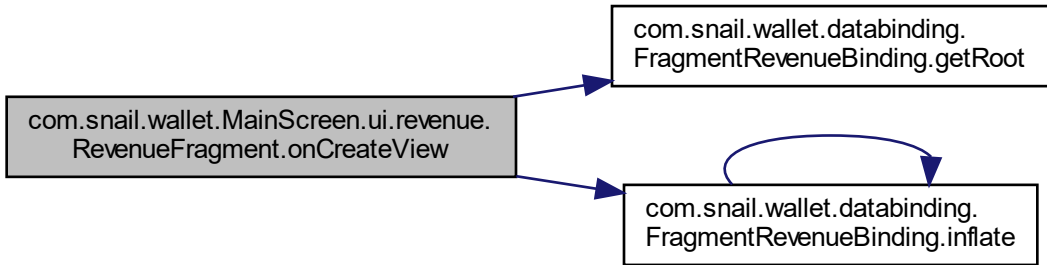 com.snail.wallet.databinding.
FragmentRevenueBinding.getRoot
com.snail.wallet.MainScreen.ui.revenue.
RevenueFragment.onCreateView
com.snail.wallet.databinding.
FragmentRevenueBinding.inflate